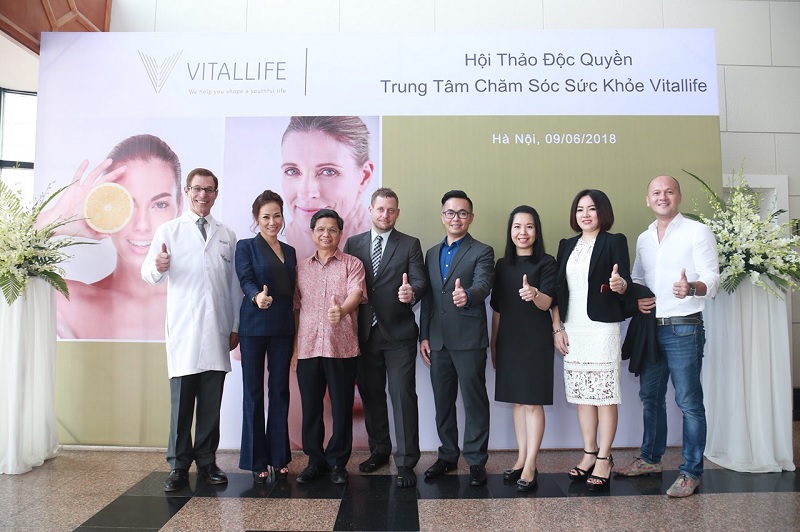 VITALLIFE
We help you shape a youthful life
Hội Thảo Độc Quyền
Trung Tâm Chăm Sóc Sức Khỏe Vitallife
Hà Nội, 09/06/2018